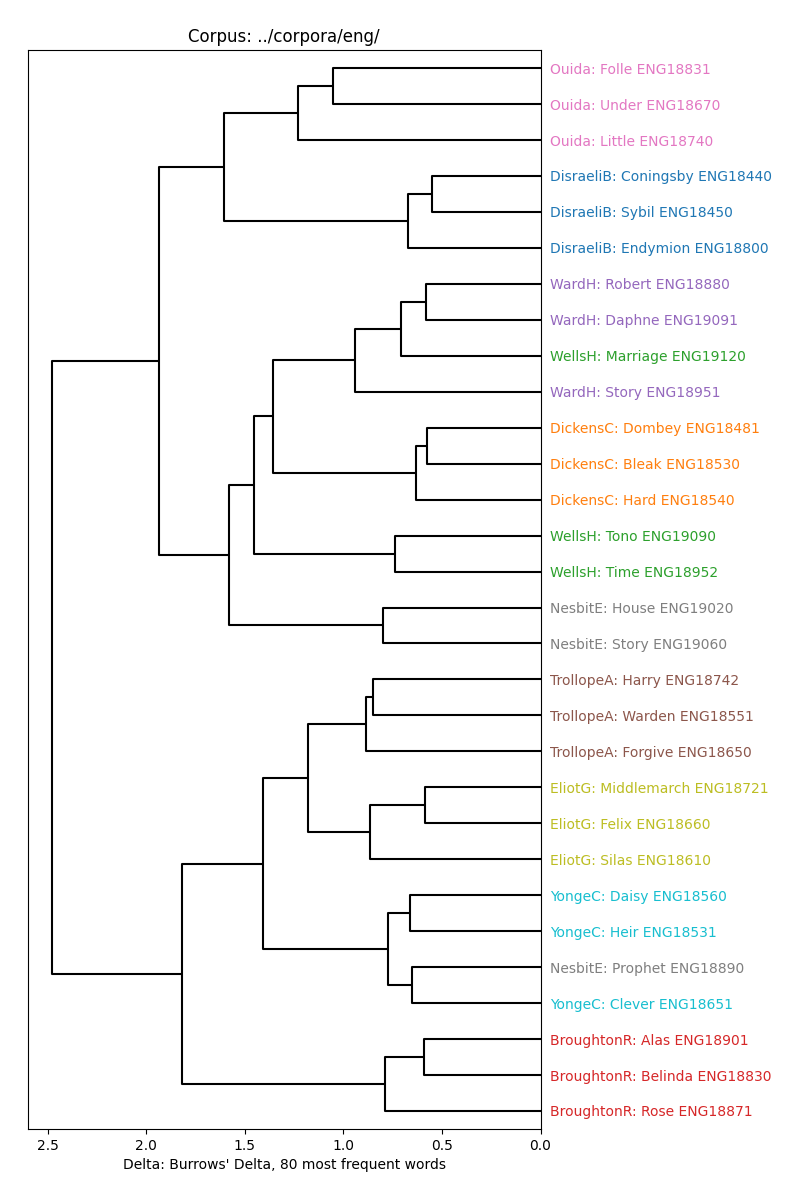 Corpus: ../corpora/eng/
Ouida: Folle ENG18831
Ouida: Under ENG18670
Ouida: Little ENG18740
DisraeliB: Coningsby ENG18440
DisraeliB: Sybil ENG18450
DisraeliB: Endymion ENG18800
WardH: Robert ENG18880
WardH: Daphne ENG19091
WellsH: Marriage ENG19120
WardH: Story ENG18951
DickensC: Dombey ENG18481
DickensC: Bleak ENG18530
DickensC: Hard ENG18540
WellsH: Tono ENG19090
WellsH: Time ENG18952
NesbitE: House ENG19020
NesbitE: Story ENG19060
TrollopeA: Harry ENG18742
TrollopeA: Warden ENG18551
TrollopeA: Forgive ENG18650
EliotG: Middlemarch ENG18721
EliotG: Felix ENG18660
EliotG: Silas ENG18610
YongeC: Daisy ENG18560
YongeC: Heir ENG18531
NesbitE: Prophet ENG18890
YongeC: Clever ENG18651
BroughtonR: Alas ENG18901
BroughtonR: Belinda ENG18830
BroughtonR: Rose ENG18871
2.5 2.0 1.5 1.0 0.5 0.0
Delta: Burrows' Delta, 80 most frequent words